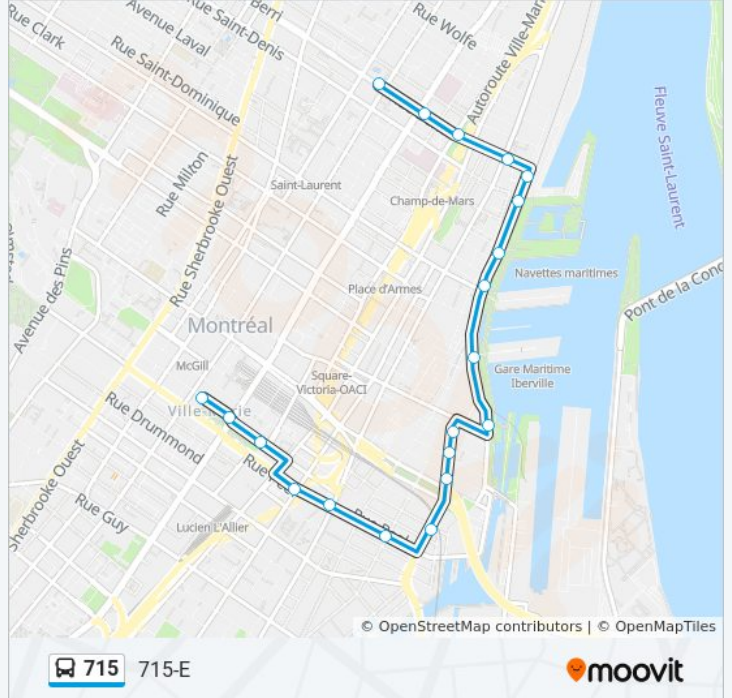 Berri
Rue Wolfe
Rue Clark
Avenue Laval
Rue Saint-Denis
Autoroute Ville-Mar
Rue Saint-Dominique
Fleuve Saint-Laurent
Rue Milton
Saint-Laurent
Champ-de-Mars
Rue Sherbrooke Ouest
Avenue des Pins
Navettes maritimes
Place d'Armes
Pont de la Conc
Montréal
McGill
Square-
Victoria-OACI
Gare Maritime
Iberville
Rue Drummond
Sherbrooke Ouest
Rue Guy
Lucien L'Allier
© OpenStreetMap contributors | © OpenMapTiles
715 715-E
moovit